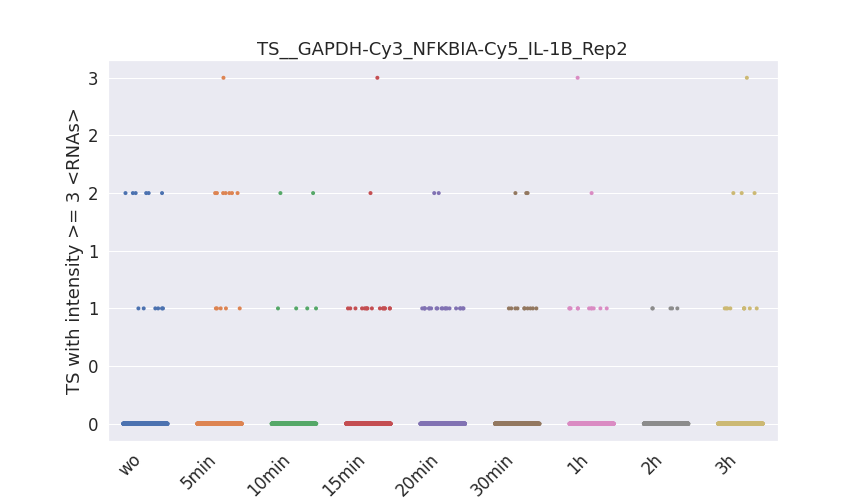 TS__GAPDH-Cy3_NFKBIA-Cy5_IL-1B_Rep2
TS with intensity >= 3 <RNAs>
3
2
2
1
1
0
0
wo
5min
10min
15min
20min
30min
1h
2h
3h